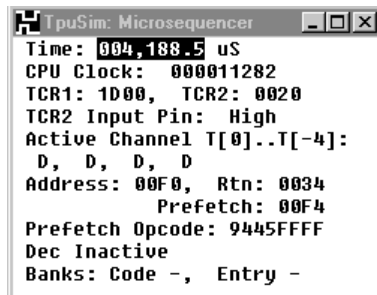 TpuSim: Microsequencer
Time: 004,188.5 uS
CPU Clock: 000011282
TCR1: 1D00, TCR2: 0020
TCR2 Input Pin: High
Active Channel T[0]..T[-4]:
D, D, D, D
Address: 00F0, Rtn: 0034
Prefetch: 00F4
Prefetch Opcode: 9445FFFF
Dec Inactive
Banks: Code -, Entry -